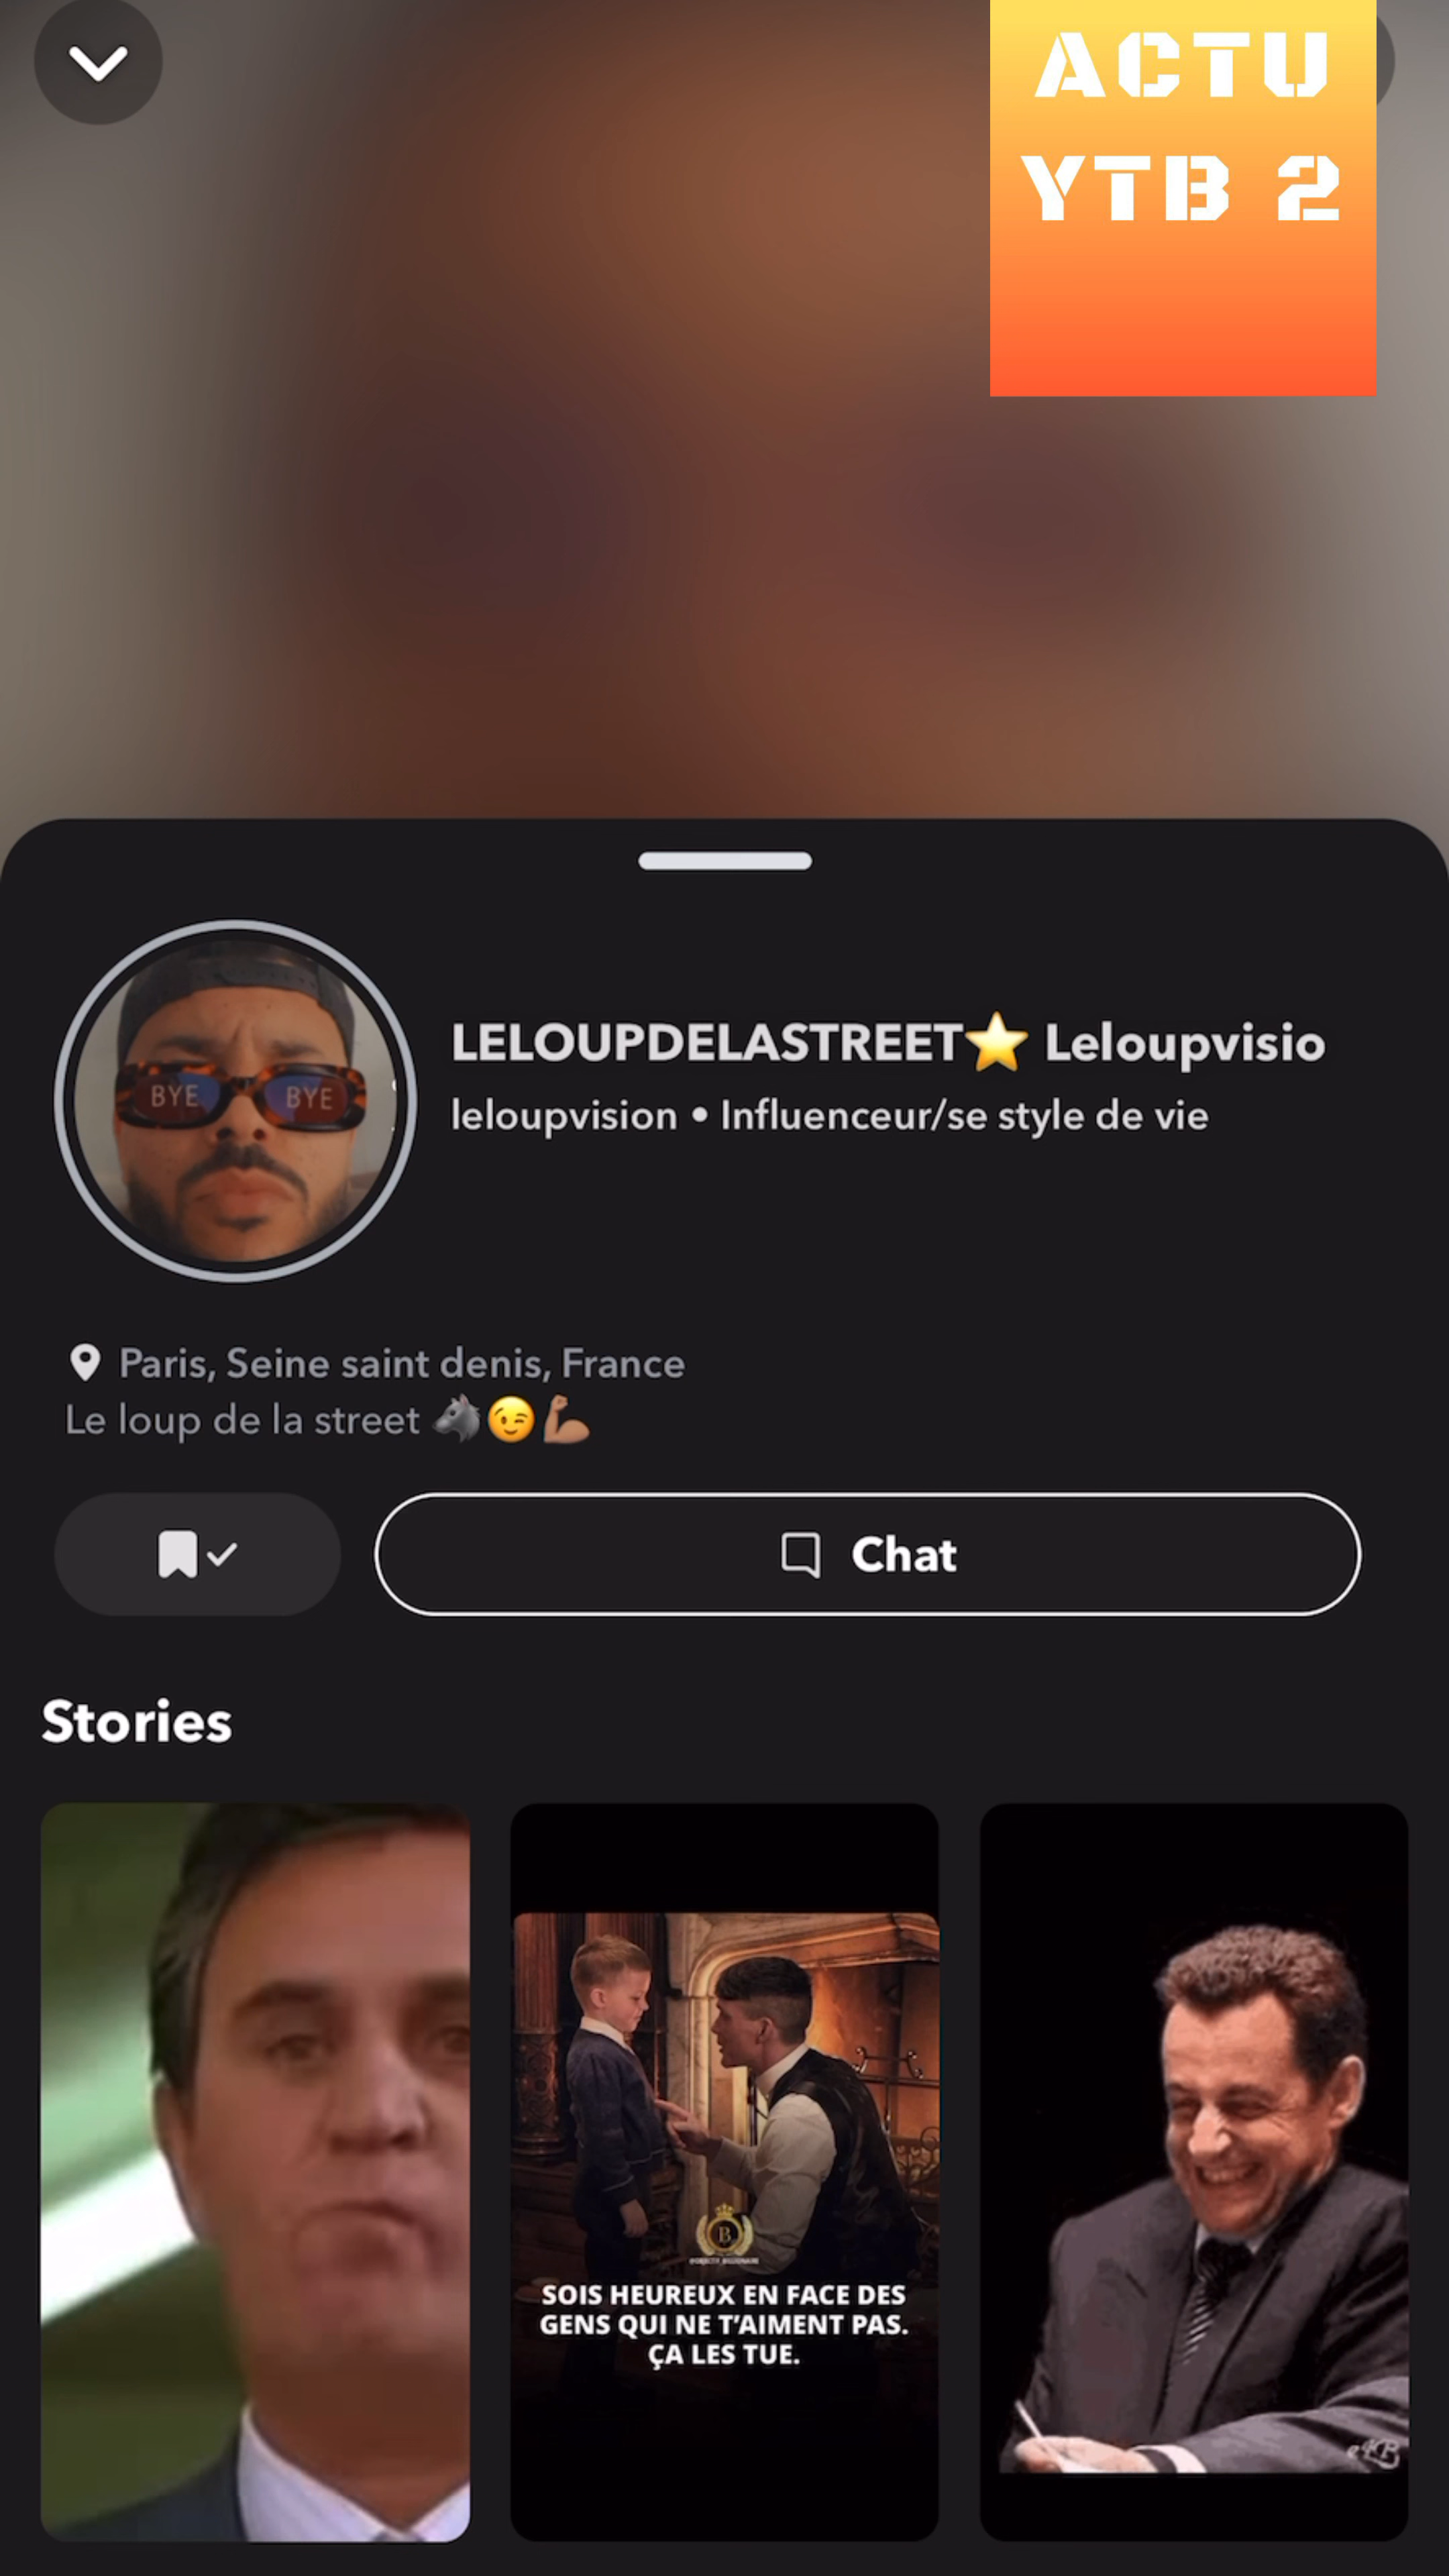 ACTU
YTB 2
BYE BYE
LELOUPDELASTREET⭐ Leloupvisio
leloupvision • Influenceur/se style de vie
Paris, Seine saint denis, France
Le loup de la street 🐺😉💪🏽
Chat
Stories
B
SOIS HEUREUX EN FACE DES
GENS QUI NE T'AIMENT PAS.
ÇA LES TUE.